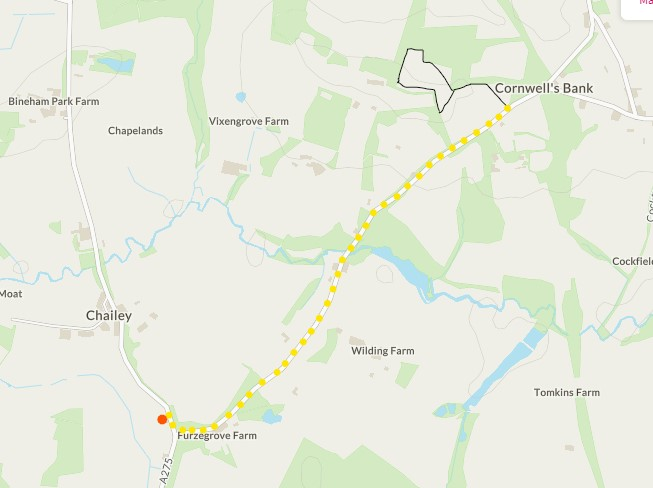 Cornwell's Bank
Bineham Park Farm
Vixengrove Farm
Chapelands
Cockfield
Moat
Chailey
Wilding Farm
Tomkins Farm
Furzegrove Farm
A275